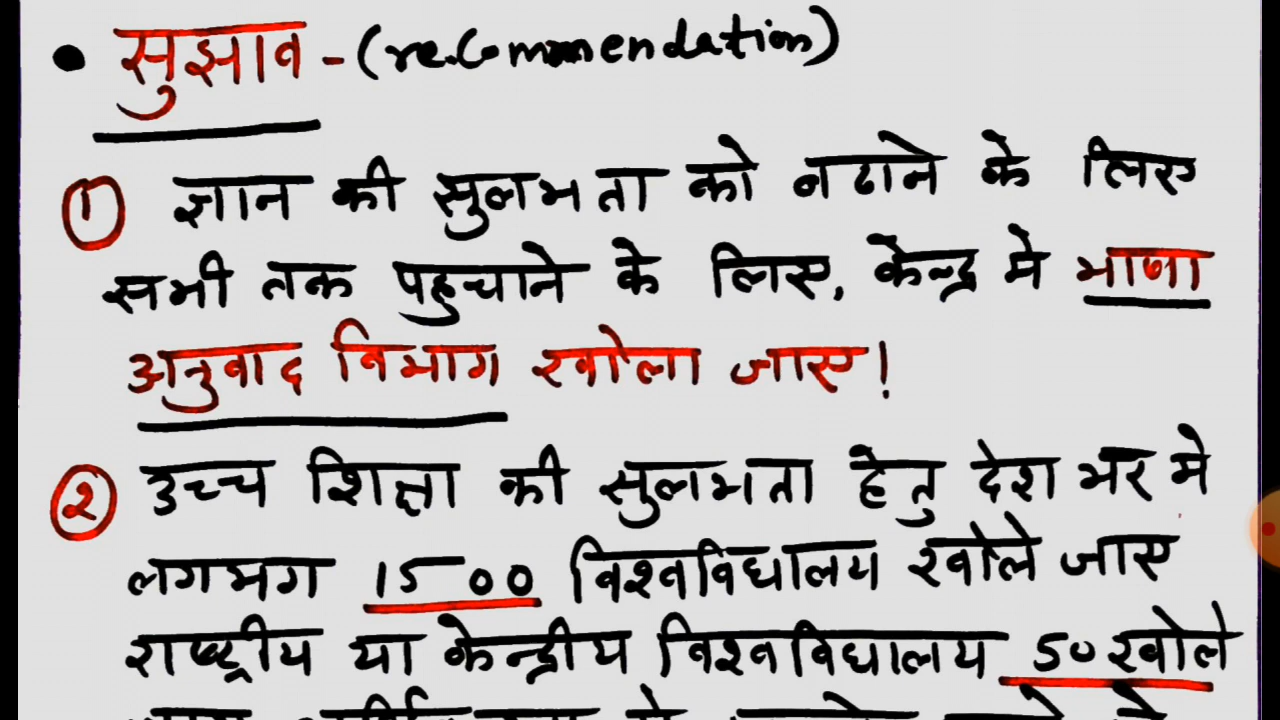 • सुझाव - (recommendation)
① ज्ञान की सुलभता को बढाने के लिए
सभी तक पहुचाने के लिए, केन्द्र मे भाषा
अनुवाद विभाग खोला जाए!
② उच्च शिक्षा की सुलभता हेतु देश भर मे
लगभग 1500 विश्वविद्यालय खोले जाए
राष्ट्रीय या केन्द्रीय विश्वविद्यालय 50 खोले